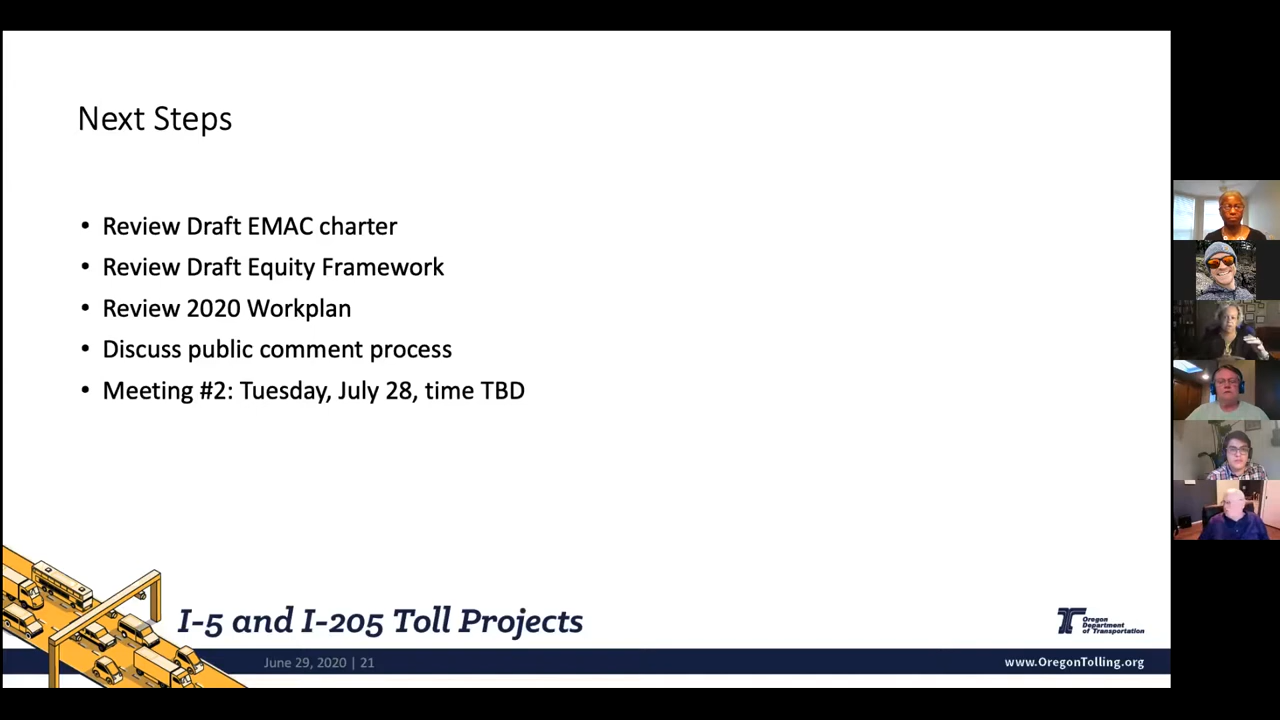 Next Steps
• Review Draft EMAC charter
• Review Draft Equity Framework
• Review 2020 Workplan
• Discuss public comment process
• Meeting #2: Tuesday, July 28, time TBD
I-5 and I-205 Toll Projects
Oregon
Department
of Transportation
June 29, 2020 | 21
www.OregonTolling.org